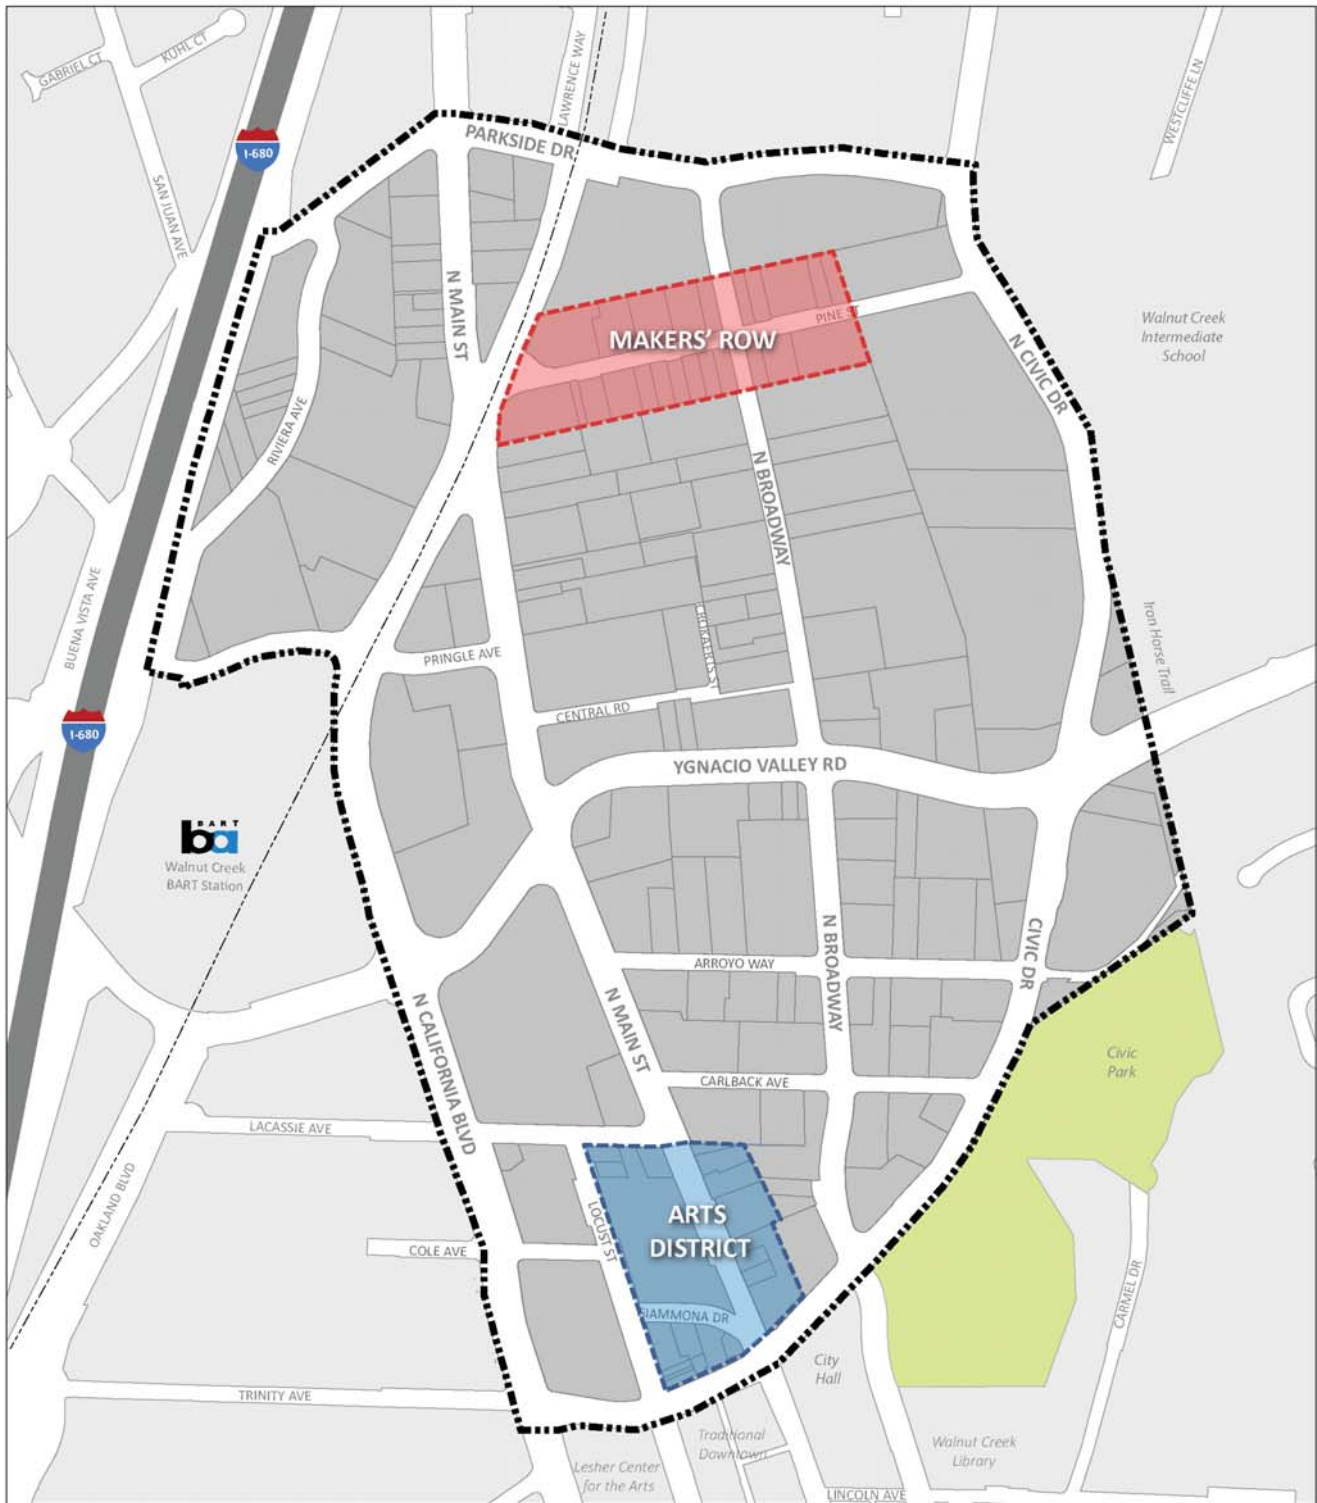 GABRIEL CT
KUHL CT
LAWRENCE WAY
WESTCLIFFE LN
PARKSIDE DR
I-680
SAN JUAN AVE
N MAIN ST
PINE ST
MAKERS' ROW
Walnut Creek
Intermediate
School
N CIVIC DR
RIVIERA AVE
N BROADWAY
BUENA VISTA AVE
CROKAERTS ST
Iron Horse Trail
PRINGLE AVE
CENTRAL RD
I-680
YGNACIO VALLEY RD
BART
ba
Walnut Creek
BART Station
N BROADWAY
CIVIC DR
ARROYO WAY
N CALIFORNIA BLVD
N MAIN ST
Civic
Park
CARLBACK AVE
LACASSIE AVE
OAKLAND BLVD
LOCUST ST
ARTS
DISTRICT
COLE AVE
CARMEL DR
GIAMMONA DR
City
Hall
TRINITY AVE
Traditional
Downtown
Walnut Creek
Library
Lesher Center
for the Arts
LINCOLN AVE